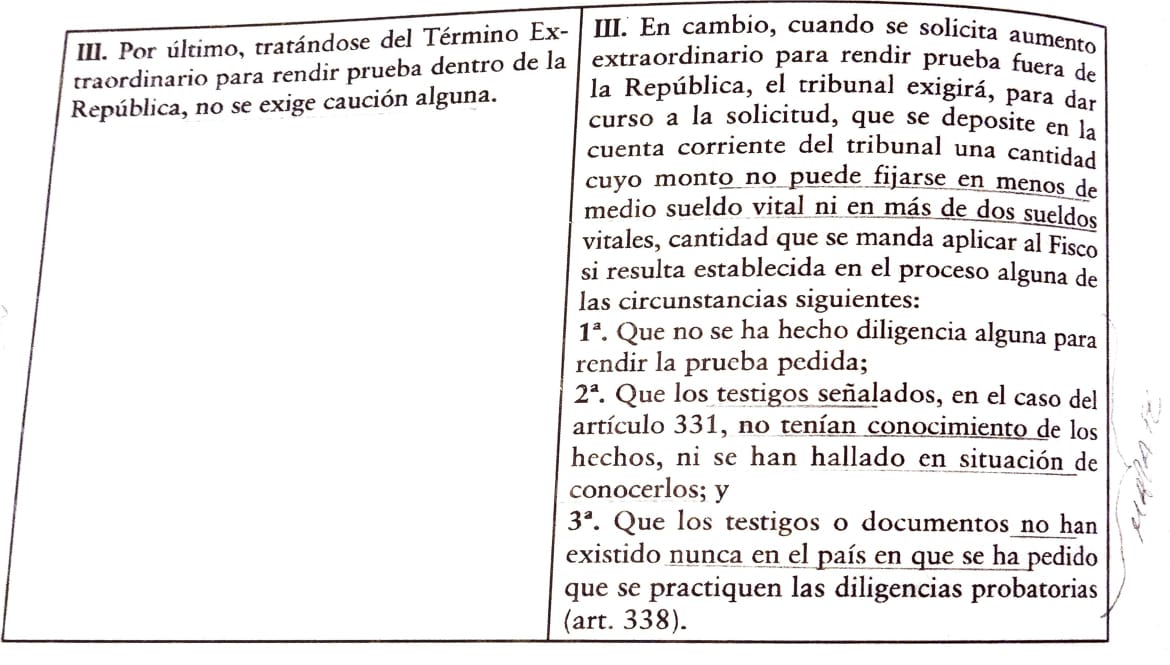 III. Por último, tratándose del Término Ex-
traordinario para rendir prueba dentro de la
República, no se exige caución alguna.
III. En cambio, cuando se solicita aumento
extraordinario para rendir prueba fuera de
la República, el tribunal exigirá, para dar
curso a la solicitud, que se deposite en la
cuenta corriente del tribunal una cantidad
cuyo monto no puede fijarse en menos de
medio sueldo vital ni en más de dos sueldos
vitales, cantidad que se manda aplicar al Fisco
si resulta establecida en el proceso alguna de
las circunstancias siguientes:
1ª. Que no se ha hecho diligencia alguna para
rendir la prueba pedida;
2ª. Que los testigos señalados, en el caso del
artículo 331, no tenían conocimiento de los
hechos, ni se han hallado en situación de
conocerlos; y
3ª. Que los testigos o documentos no han
existido nunca en el país en que se ha pedido
que se practiquen las diligencias probatorias
(art. 338).